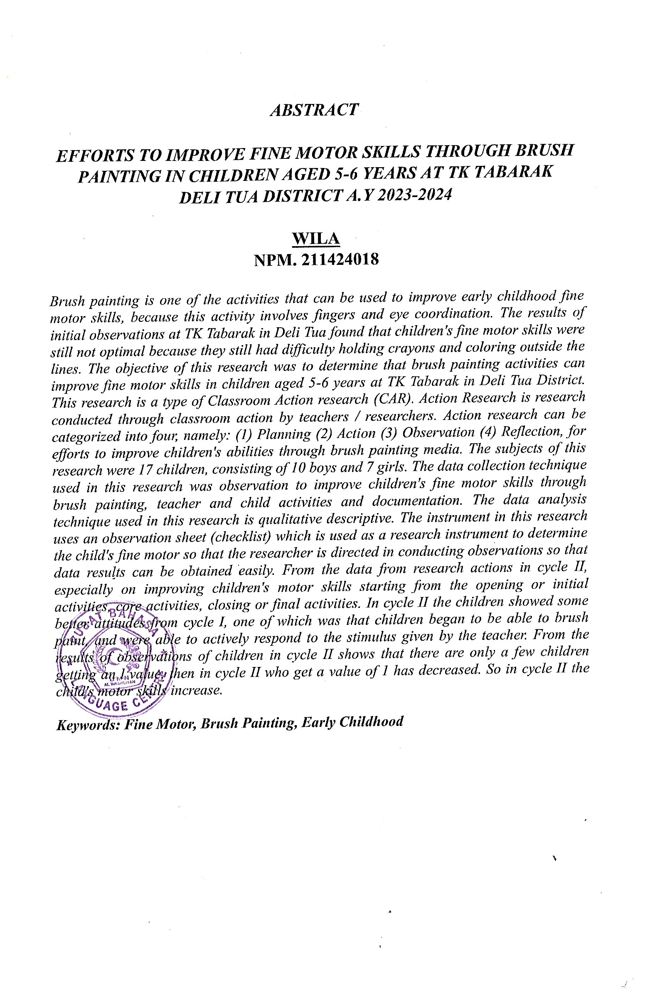 ABSTRACT
EFFORTS TO IMPROVE FINE MOTOR SKILLS THROUGH BRUSH
PAINTING IN CHILDREN AGED 5-6 YEARS AT TK TABARAK
DELI TUA DISTRICT A.Y 2023-2024
WILA
NPM. 211424018
Brush painting is one of the activities that can be used to improve early childhood fine
motor skills, because this activity involves fingers and eye coordination. The results of
initial observations at TK Tabarak in Deli Tua found that children's fine motor skills were
still not optimal because they still had difficulty holding crayons and coloring outside the
lines. The objective of this research was to determine that brush painting activities can
improve fine motor skills in children aged 5-6 years at TK Tabarak in Deli Tua District.
This research is a type of Classroom Action research (CAR). Action Research is research
conducted through classroom action by teachers / researchers. Action research can be
categorized into four, namely: (1) Planning (2) Action (3) Observation (4) Reflection, for
efforts to improve children's abilities through brush painting media. The subjects of this
research were 17 children, consisting of 10 boys and 7 girls. The data collection technique
used in this research was observation to improve children's fine motor skills through
brush painting, teacher and child activities and documentation. The data analysis
technique used in this research is qualitative descriptive. The instrument in this research
uses an observation sheet (checklist) which is used as a research instrument to determine
the child's fine motor so that the researcher is directed in conducting observations so that
data results can be obtained easily. From the data from research actions in cycle II,
especially on improving children's motor skills starting from the opening or initial
activities, core activities, closing or final activities. In cycle II the children showed some
better attitudes from cycle I, one of which was that children began to be able to brush
paint, and were able to actively respond to the stimulus given by the teacher. From the
results of observations of children in cycle II shows that there are only a few children
getting an 1 value, then in cycle II who get a value of 1 has decreased. So in cycle II the
child's motor skills increase.
PUSAT BAHASA
AL WASHLIYAH
LANGUAGE CENTRE
Keywords: Fine Motor, Brush Painting, Early Childhood